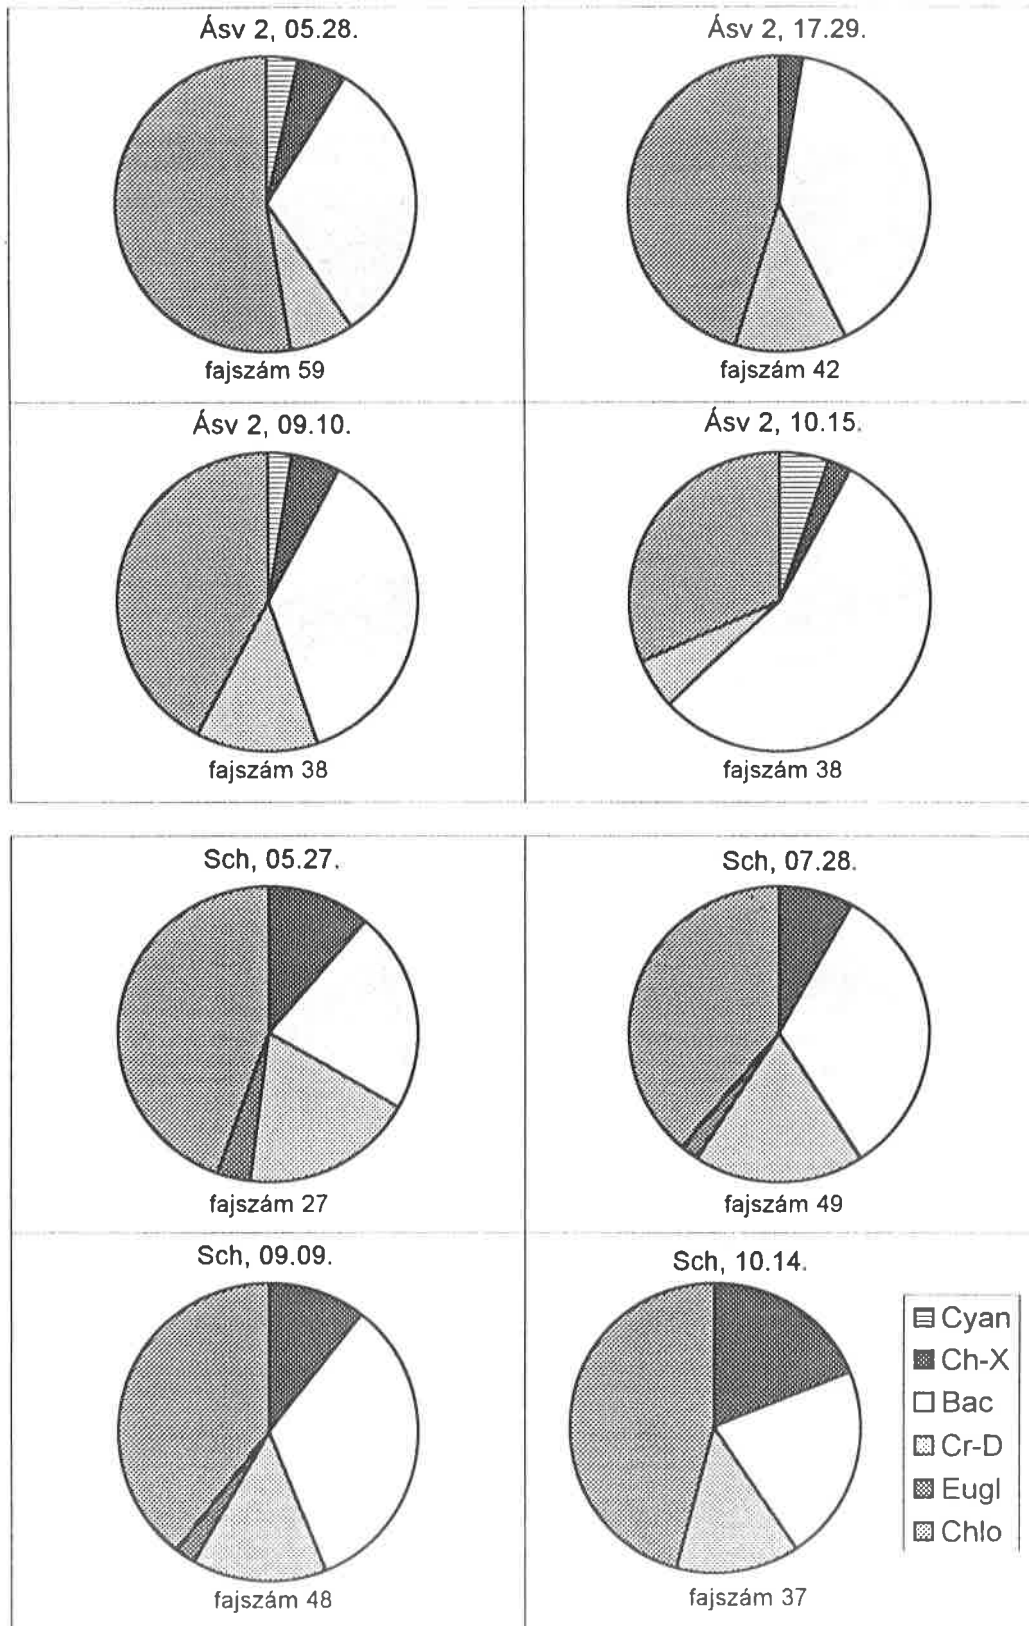 Ásv 2, 05.28.
fajszám 59
Ásv 2, 17.29.
fajszám 42
Ásv 2, 09.10.
fajszám 38
Ásv 2, 10.15.
fajszám 38
Sch, 05.27.
fajszám 27
Sch, 07.28.
fajszám 49
Sch, 09.09.
fajszám 48
Sch, 10.14.
fajszám 37
Cyan
Ch-X
Bac
Cr-D
Eugl
Chlo